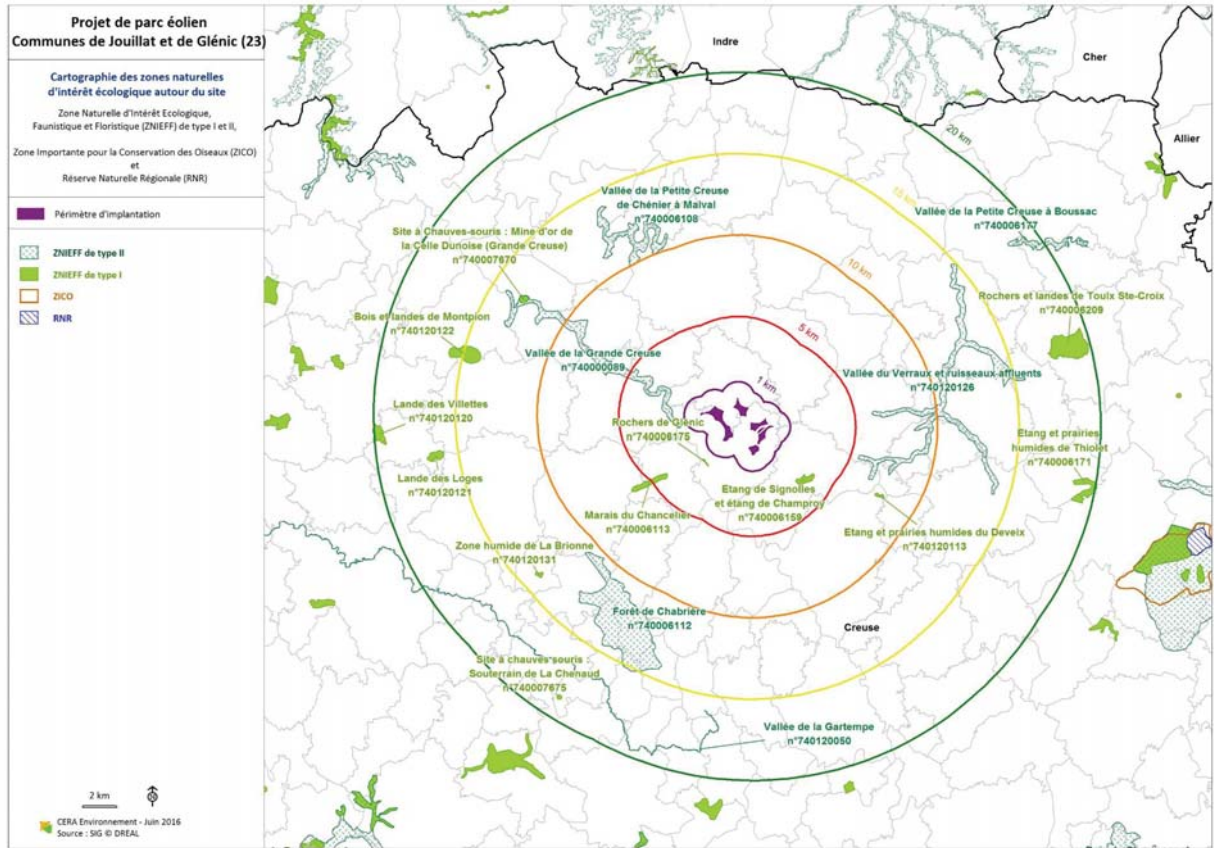 Projet de parc éolien
Communes de Jouillat et de Glénic (23)
Cartographie des zones naturelles
d'intérêt écologique autour du site
Zone Naturelle d'Intérêt Ecologique,
Faunistique et Floristique (ZNIEFF) de type I et II,
Zone Importante pour la Conservation des Oiseaux (ZICO)
et
Réserve Naturelle Régionale (RNR)
Périmètre d'implantation
ZNIEFF de type II
ZNIEFF de type I
ZICO
RNR
2 km
CERA Environnement - Juin 2016
Source : SIG © DREAL
Indre
Cher
Allier
20 km
15 km
10 km
5 km
1 km
Vallée de la Petite Creuse
de Chénier à Malval
n°740006108
Vallée de la Petite Creuse à Boussac
n°740006177
Site à Chauves-souris : Mine d'or de
la Celle Dunoise (Grande Creuse)
n°740007670
Rochers et landes de Toulx Ste-Croix
n°740006209
Bois et landes de Montpion
n°740120122
Vallée de la Grande Creuse
n°740000089
Vallée du Verraux et ruisseaux affluents
n°740120126
Lande des Villettes
n°740120120
Rochers de Glénic
n°740006175
Etang et prairies
humides de Thiolet
n°740006171
Lande des Loges
n°740120121
Etang de Signolles
et étang de Champroy
n°740006159
Marais du Chancelier
n°740006113
Etang et prairies humides du Deveix
n°740120113
Zone humide de La Brionne
n°740120131
Forêt de Chabrière
n°740006112
Creuse
Site à chauves-souris :
Souterrain de La Chenaud
n°740007675
Vallée de la Gartempe
n°740120050